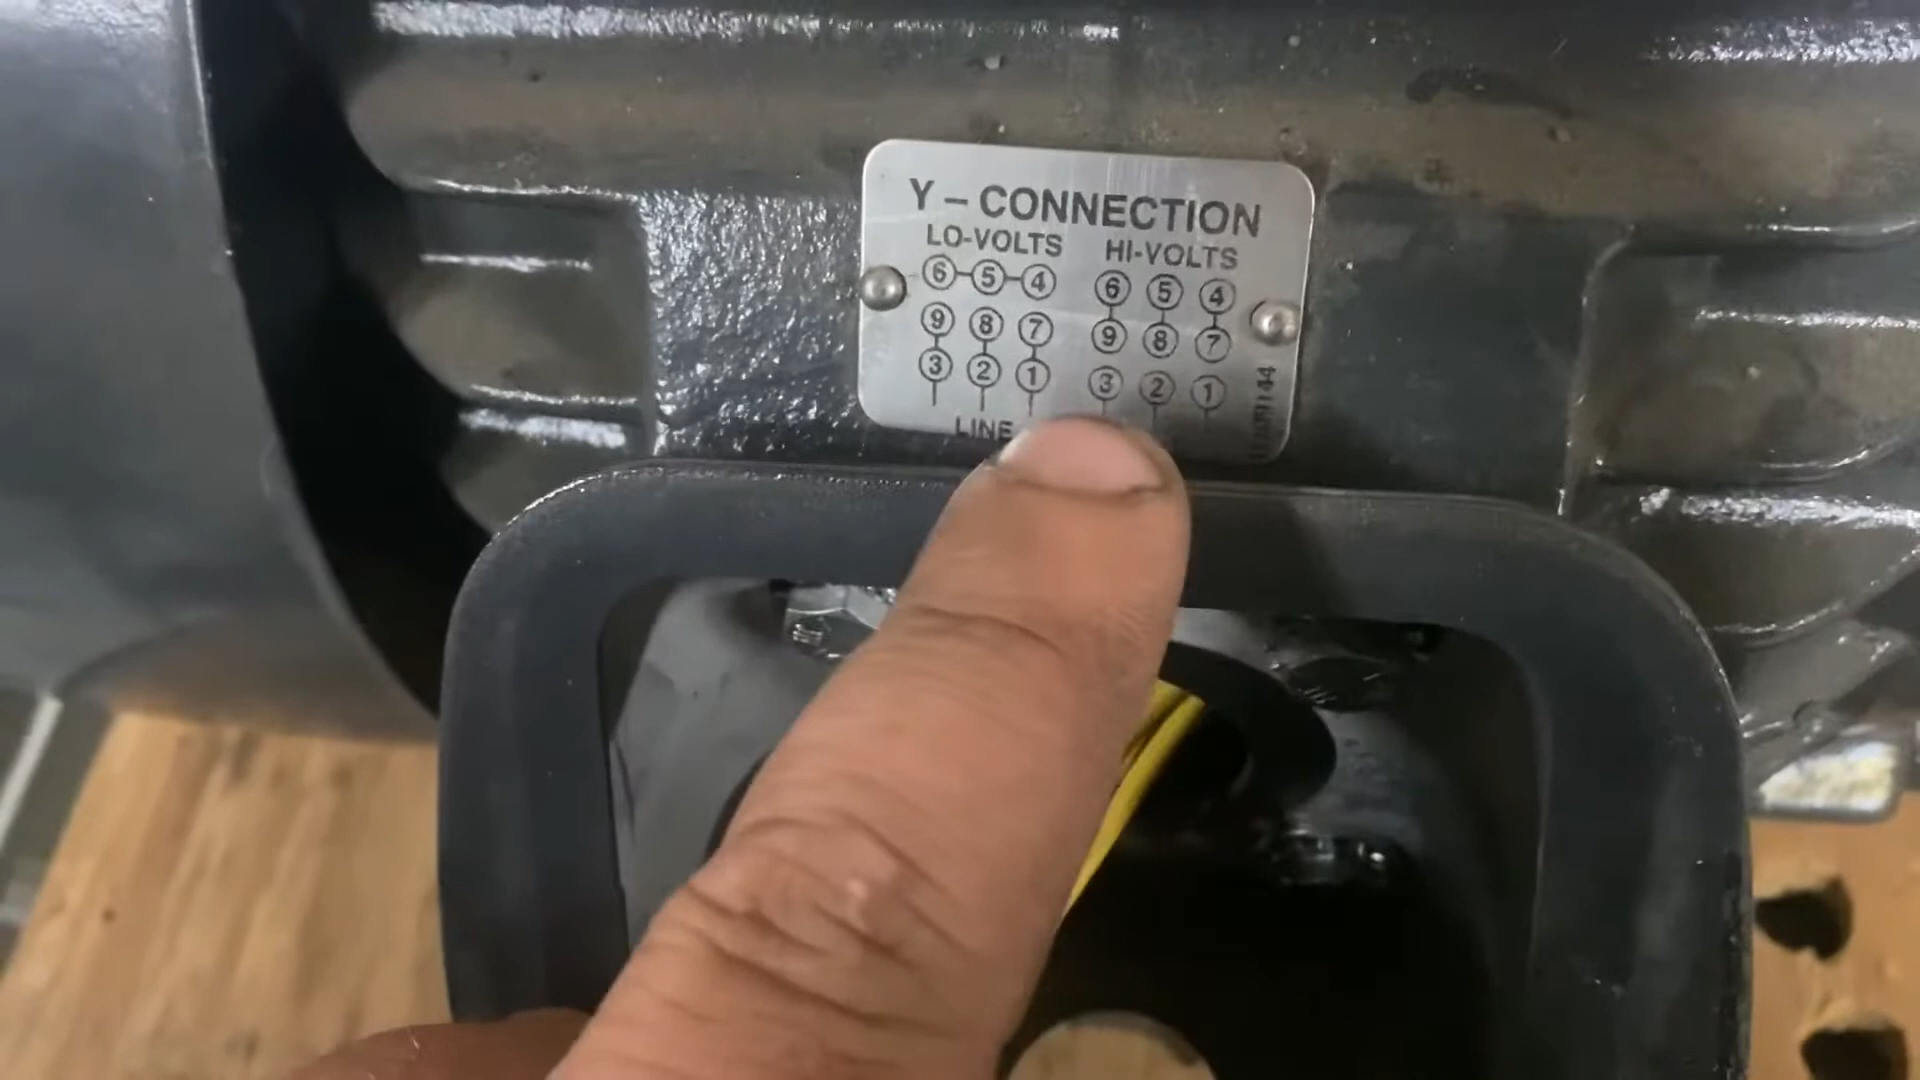 Y – CONNECTION
LO-VOLTS HI-VOLTS
6 5 4 6 5 4
9 8 7 9 8 7
3 2 1 3 2 1
LINE